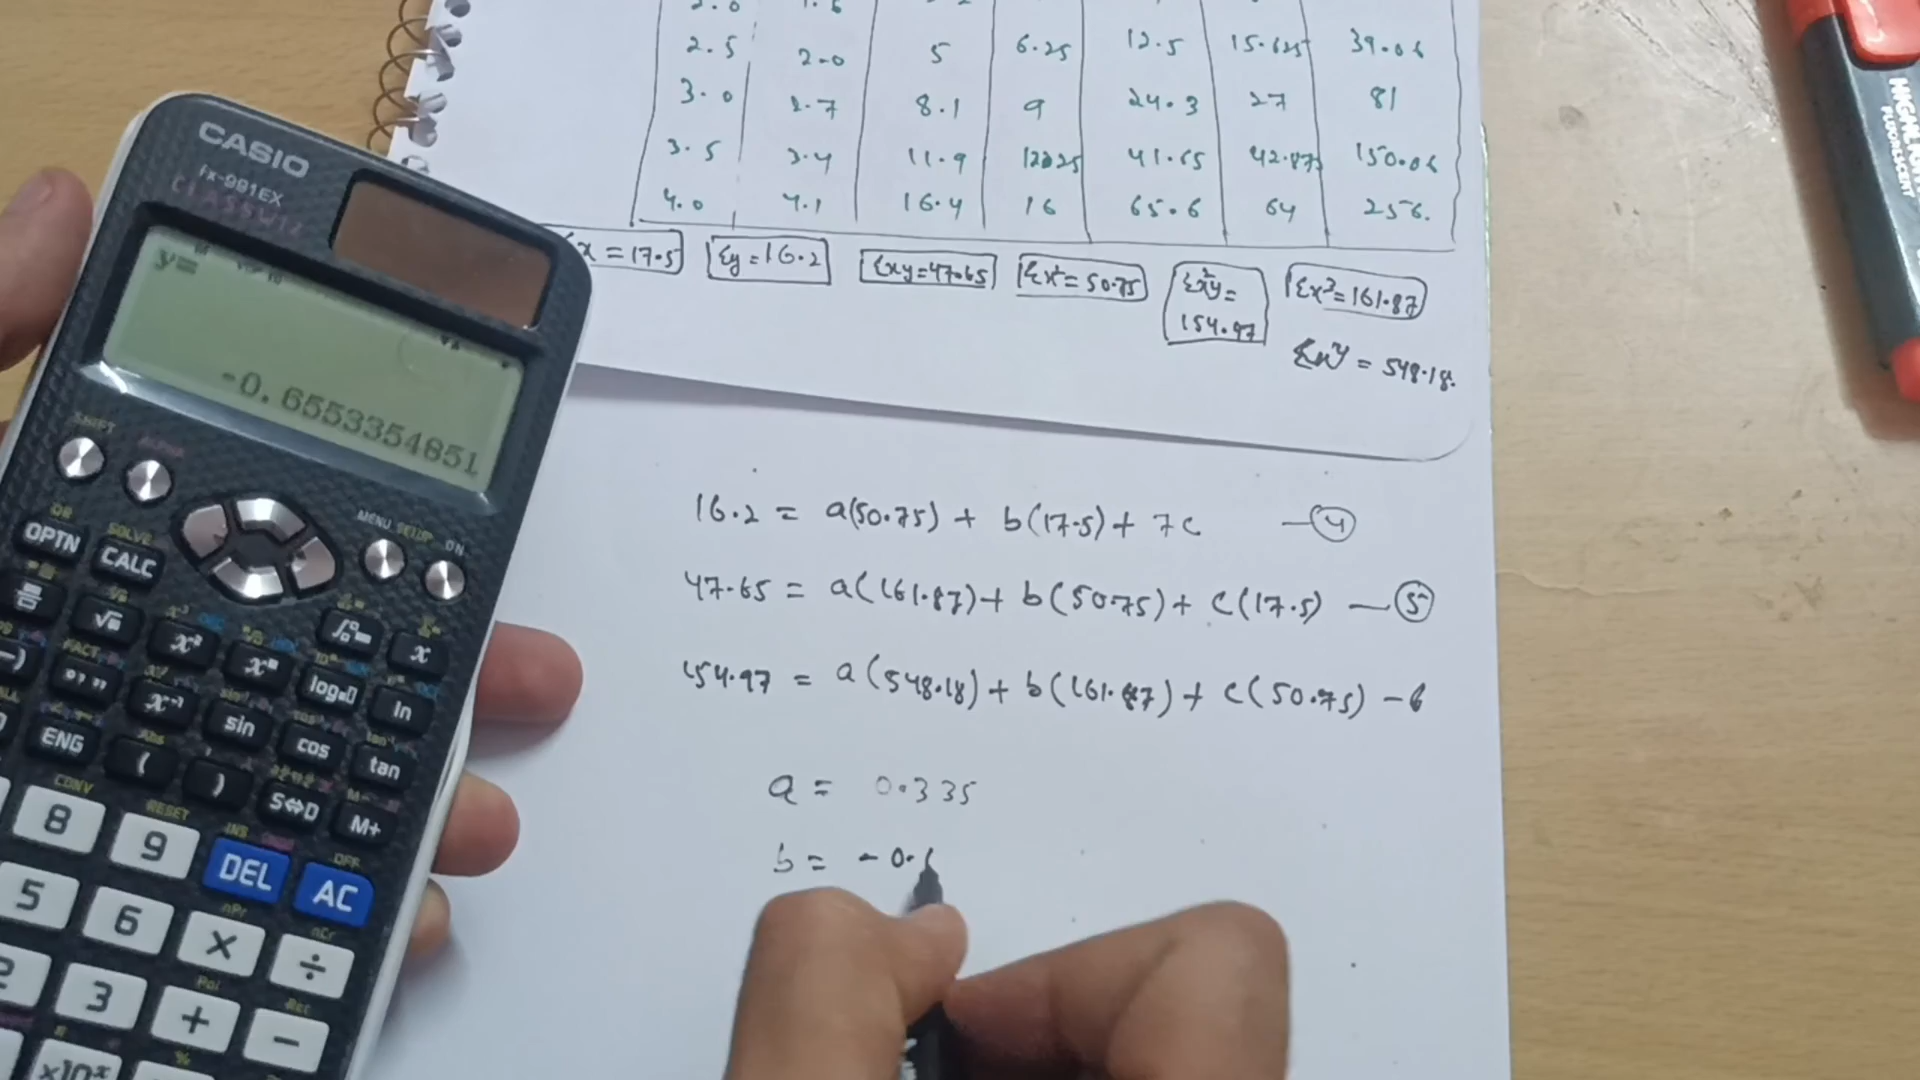 2.5 2.0 5 6.25 12.5 15.625 39.06
3.0 2.7 8.1 9 24.3 27 81
3.5 3.4 11.9 12.25 41.65 42.875 150.06
4.0 4.1 16.4 16 65.6 64 256.
Σx = 17.5 Σy = 16.2 Σxy = 47.65 Σx² = 50.75 Σx²y = 154.97 Σx³ = 161.87
Σx⁴ = 548.18.
16.2 = a(50.75) + b(17.5) + 7c —④
47.65 = a(161.87) + b(50.75) + c(17.5) —⑤
154.97 = a(548.18) + b(161.87) + c(50.75) – 6
a = 0.335
b = -0.6
CASIO
fx-991EX
CLASSWIZ
y=
-0.6553354851
SHIFT ALPHA MENU SETUP ON
OPTN CALC
SOLVE
x² log ln
x⁻¹ sin cos tan
ENG ( ) S⇔D M+
8 9 DEL AC
5 6 × ÷
2 3 + −
×10ˣ